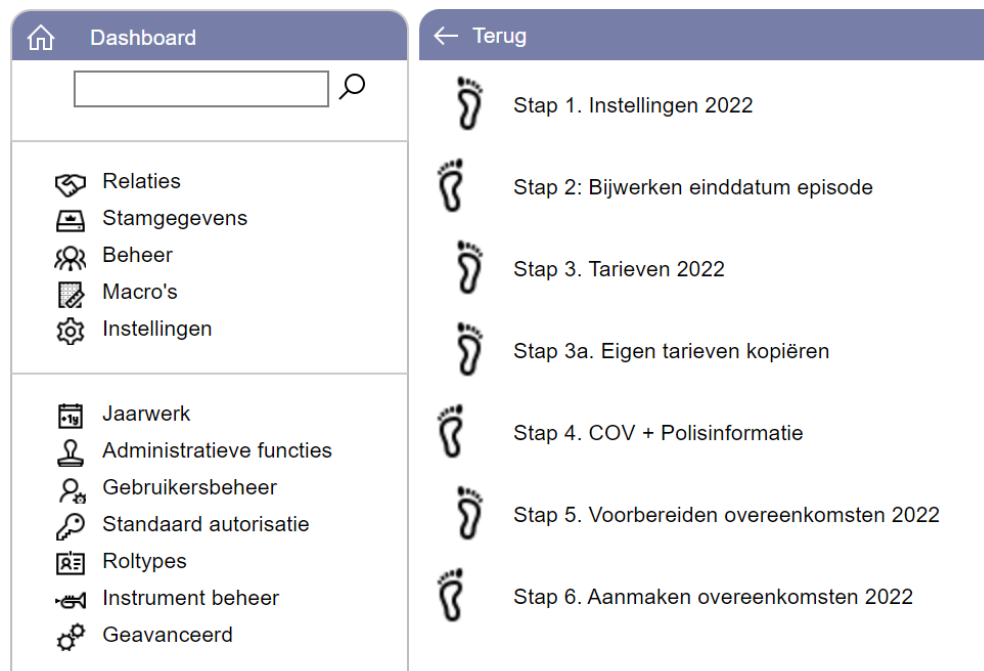 Dashboard
Relaties
Stamgegevens
Beheer
Macro's
Instellingen
+1y Jaarwerk
Administratieve functies
Gebruikersbeheer
Standaard autorisatie
Roltypes
Instrument beheer
Geavanceerd
Terug
Stap 1. Instellingen 2022
Stap 2: Bijwerken einddatum episode
Stap 3. Tarieven 2022
Stap 3a. Eigen tarieven kopiëren
Stap 4. COV + Polisinformatie
Stap 5. Voorbereiden overeenkomsten 2022
Stap 6. Aanmaken overeenkomsten 2022